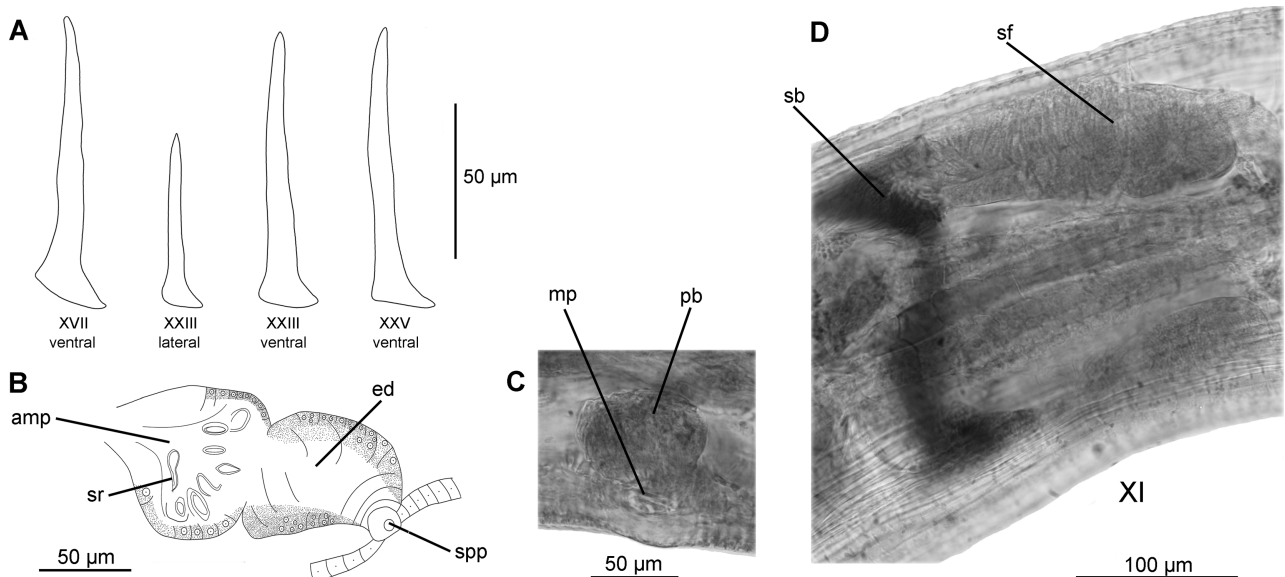 A
XVII
ventral
XXIII
lateral
XXIII
ventral
XXV
ventral
50 µm
B
amp
sr
ed
spp
50 µm
C
mp
pb
50 µm
D
sb
sf
XI
100 µm